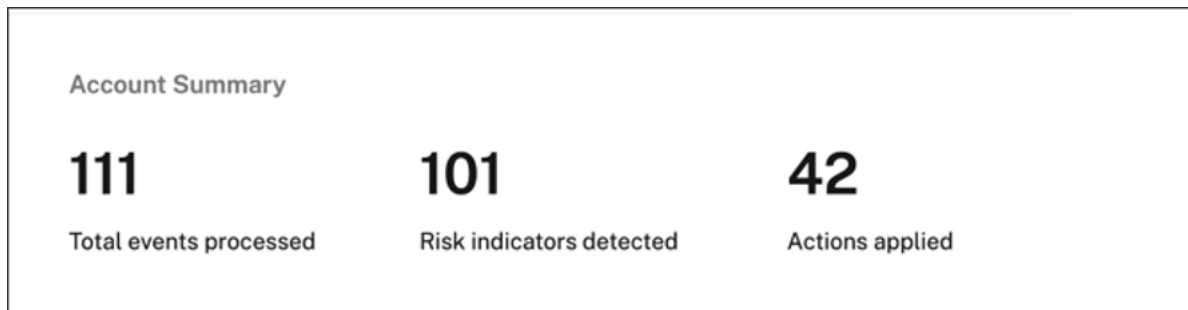 Account Summary
111 101 42
Total events processed Risk indicators detected Actions applied